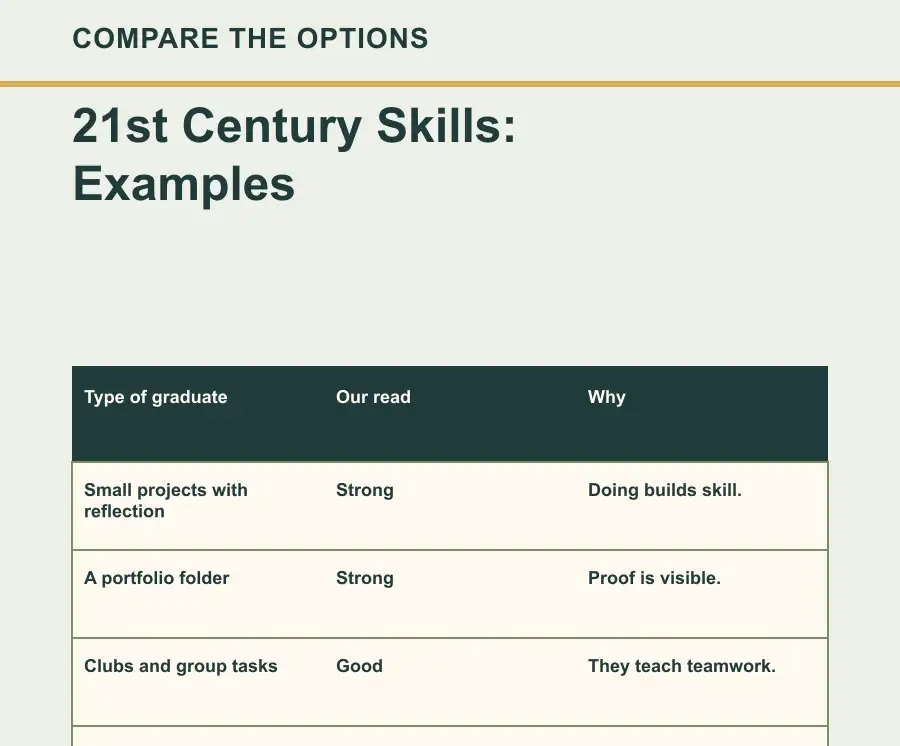 COMPARE THE OPTIONS
21st Century Skills:
Examples
Type of graduate Our read Why
Small projects with Strong Doing builds skill.
reflection
A portfolio folder Strong Proof is visible.
Clubs and group tasks Good They teach teamwork.